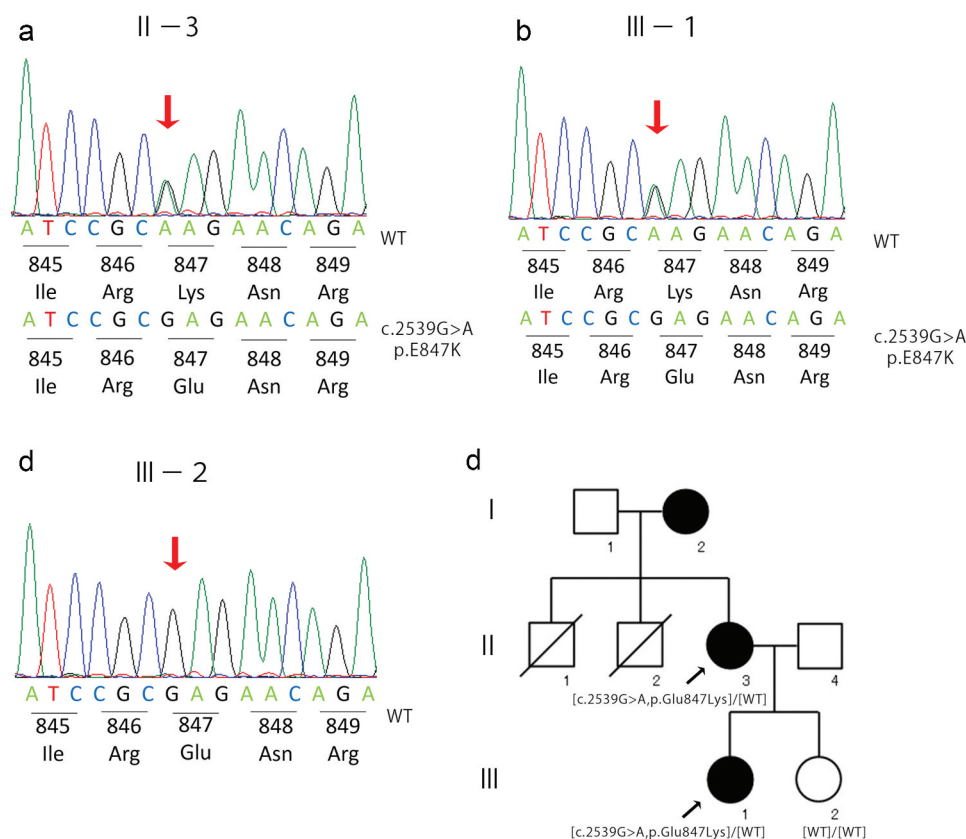 a
II – 3
A T C C G C A A G A A C A G A WT
845 846 847 848 849
Ile Arg Lys Asn Arg
A T C C G C G A G A A C A G A c.2539G>A
p.E847K
845 846 847 848 849
Ile Arg Glu Asn Arg
b
III – 1
A T C C G C A A G A A C A G A WT
845 846 847 848 849
Ile Arg Lys Asn Arg
A T C C G C G A G A A C A G A c.2539G>A
p.E847K
845 846 847 848 849
Ile Arg Glu Asn Arg
d
III – 2
A T C C G C G A G A A C A G A WT
845 846 847 848 849
Ile Arg Glu Asn Arg
d
I
1 2
II
1 2 3 4
[c.2539G>A,p.Glu847Lys]/[WT]
III
1 2
[c.2539G>A,p.Glu847Lys]/[WT] [WT]/[WT]